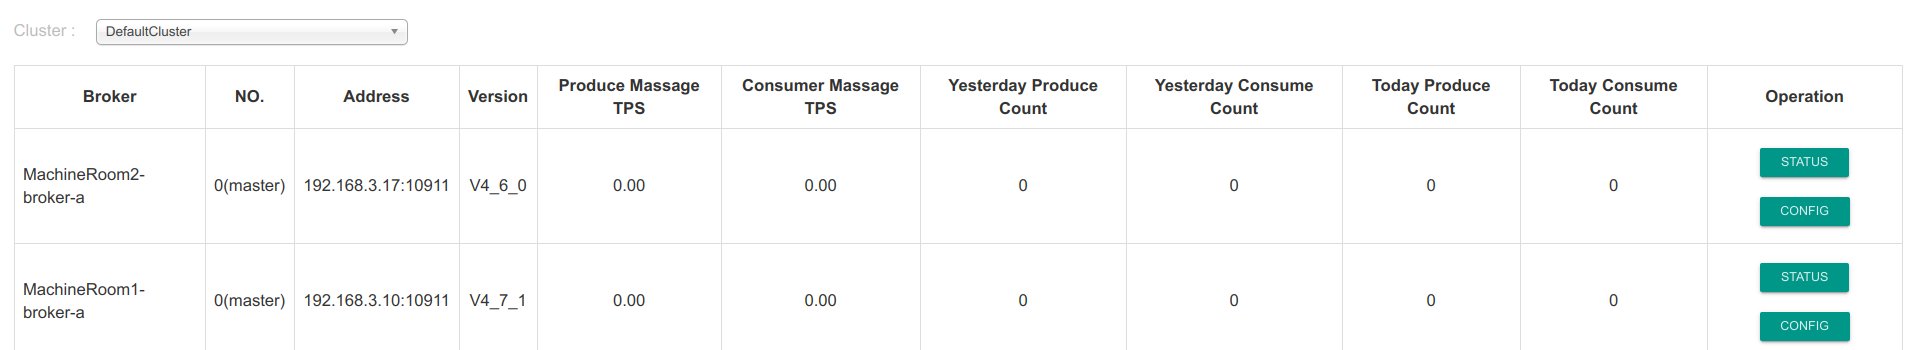 Cluster :
DefaultCluster
Broker NO. Address Version Produce Massage TPS Consumer Massage TPS Yesterday Produce Count Yesterday Consume Count Today Produce Count Today Consume Count Operation
MachineRoom2-broker-a 0(master) 192.168.3.17:10911 V4_6_0 0.00 0.00 0 0 0 0 STATUS CONFIG
MachineRoom1-broker-a 0(master) 192.168.3.10:10911 V4_7_1 0.00 0.00 0 0 0 0 STATUS CONFIG